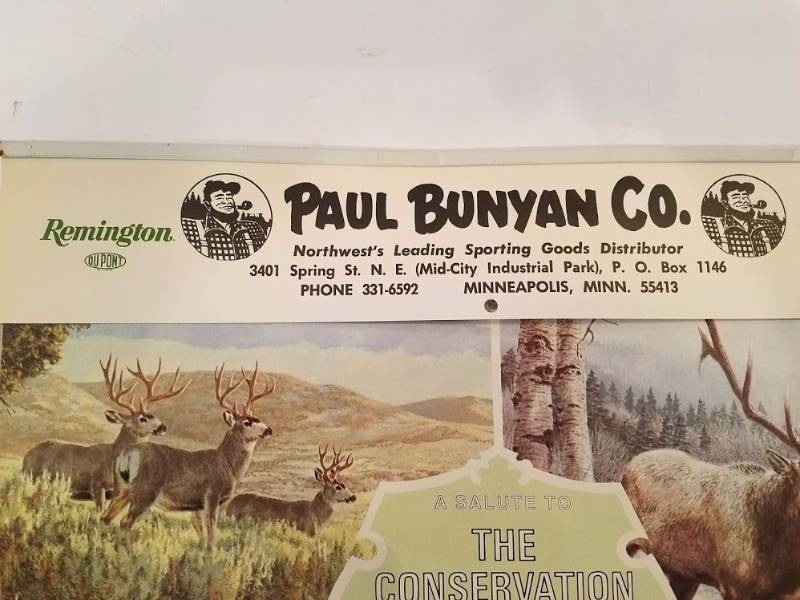 Remington.
DU PONT
PAUL BUNYAN CO.
Northwest's Leading Sporting Goods Distributor
3401 Spring St. N. E. (Mid-City Industrial Park), P. O. Box 1146
PHONE 331-6592 MINNEAPOLIS, MINN. 55413
A SALUTE TO
THE
CONSERVATION